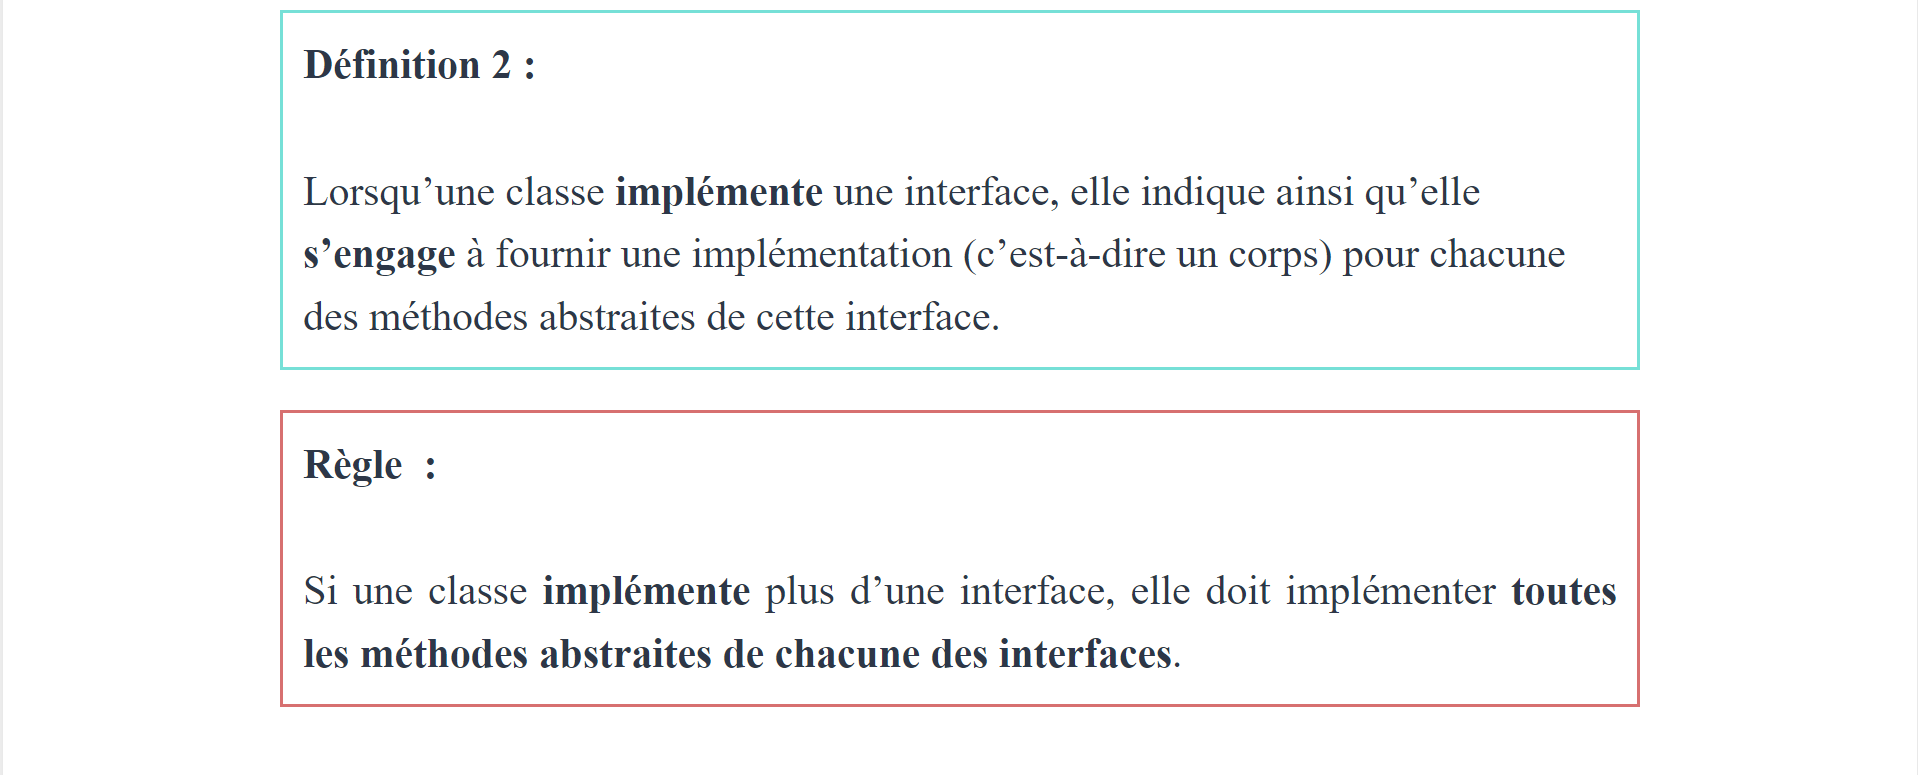 Définition 2 :
Lorsqu’une classe implémente une interface, elle indique ainsi qu’elle
s’engage à fournir une implémentation (c’est-à-dire un corps) pour chacune
des méthodes abstraites de cette interface.
Règle  :
Si une classe implémente plus d’une interface, elle doit implémenter toutes
les méthodes abstraites de chacune des interfaces.